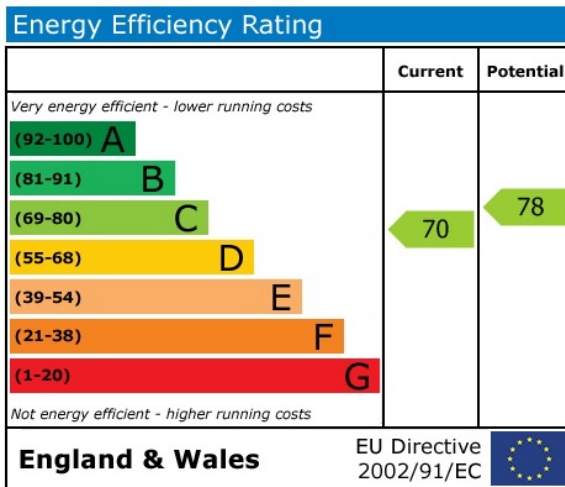 Energy Efficiency Rating
Current Potential
Very energy efficient - lower running costs
(92-100) A
(81-91) B
(69-80) C
(55-68) D
(39-54) E
(21-38) F
(1-20) G
70
78
Not energy efficient - higher running costs
England & Wales
EU Directive
2002/91/EC